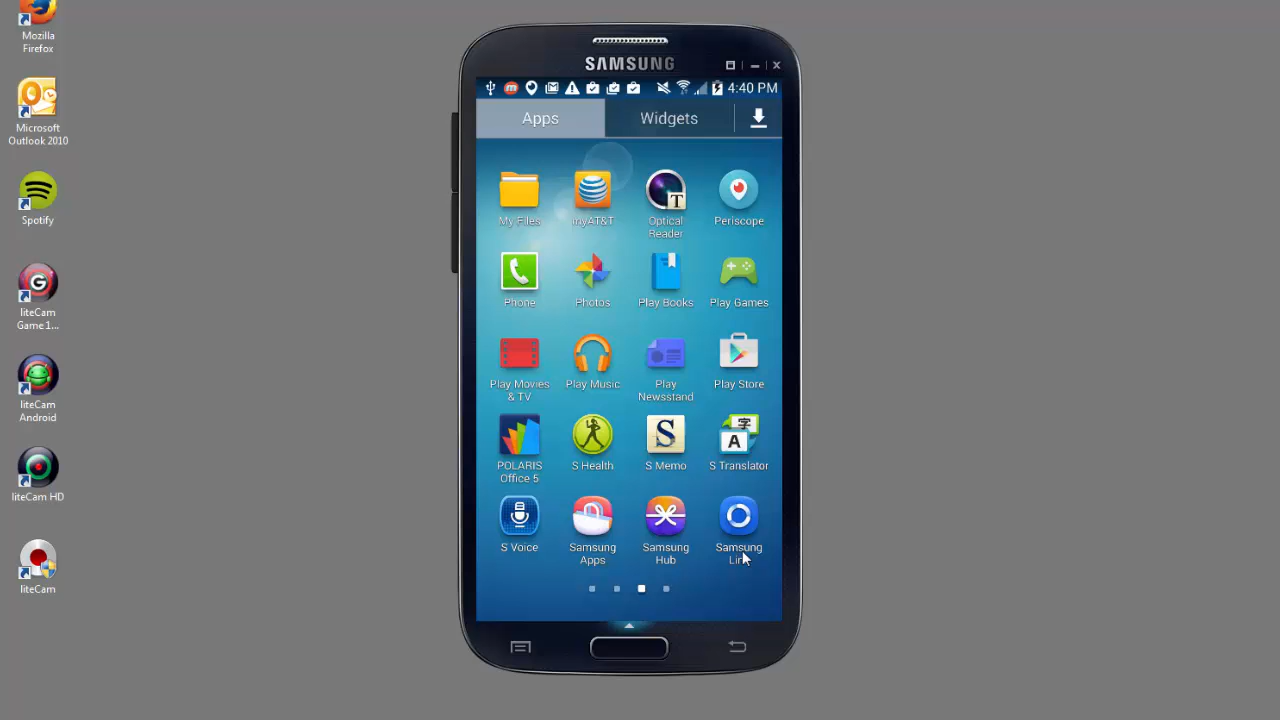 Mozilla
Firefox
Microsoft
Outlook 2010
Spotify
liteCam
Game 1...
liteCam
Android
liteCam HD
liteCam
SAMSUNG
4:40 PM
Apps
Widgets
My Files
myAT&T
Optical
Reader
Periscope
Phone
Photos
Play Books
Play Games
Play Movies
& TV
Play Music
Play
Newsstand
Play Store
POLARIS
Office 5
S Health
S Memo
S Translator
S Voice
Samsung
Apps
Samsung
Hub
Samsung
Link